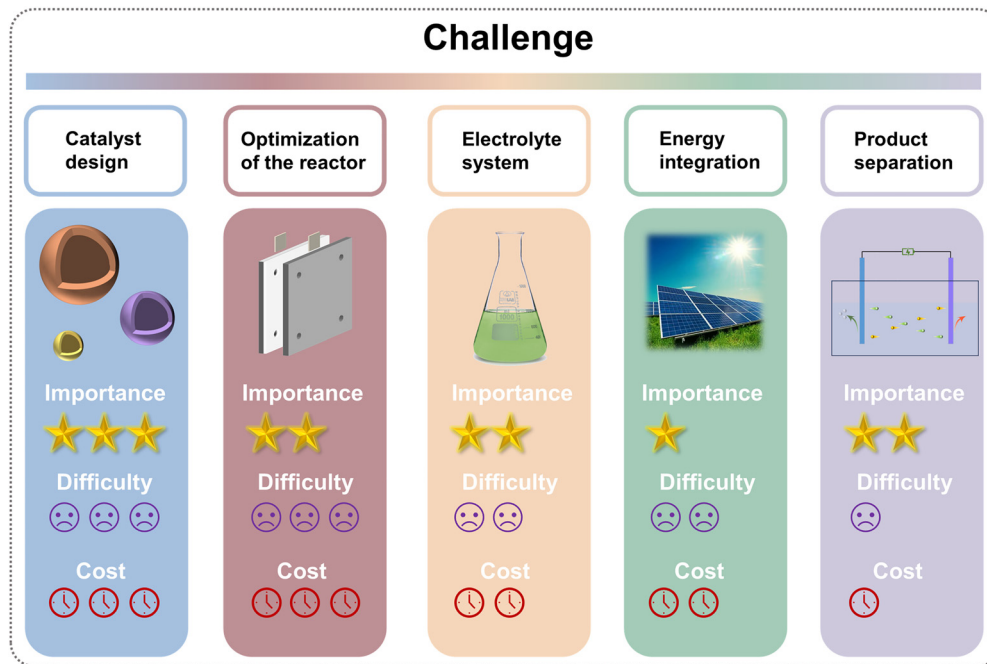 Challenge
Catalyst
design
Optimization
of the reactor
Electrolyte
system
Energy
integration
Product
separation
Importance
Importance
Importance
Importance
Importance
Difficulty
Difficulty
Difficulty
Difficulty
Difficulty
Cost
Cost
Cost
Cost
Cost